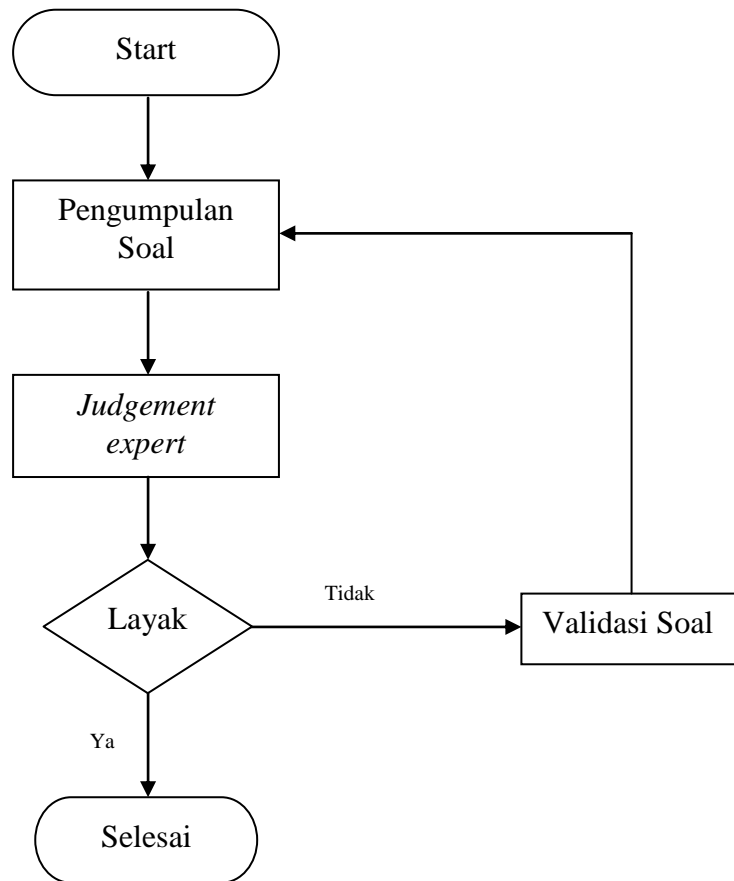 Start
Pengumpulan
Soal
Judgement
expert
Layak
Tidak
Validasi Soal
Ya
Selesai